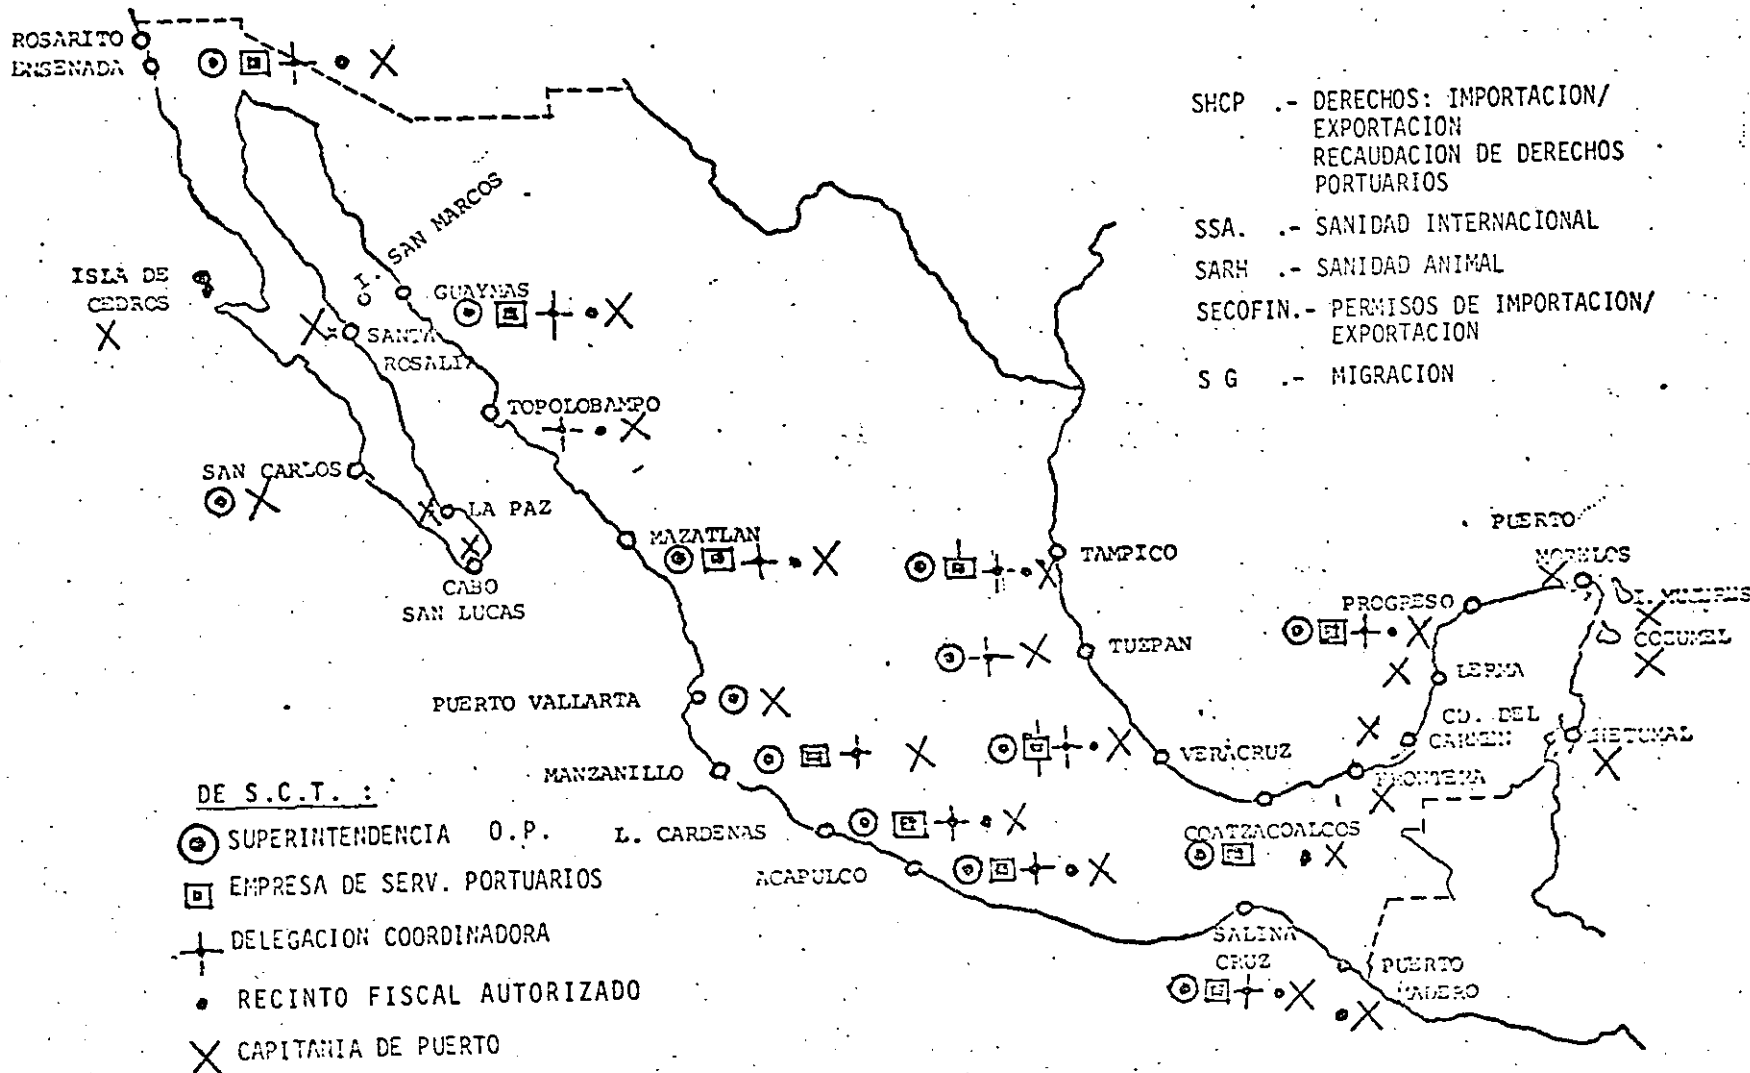 ROSARITO
ENSENADA
SHCP .- DERECHOS: IMPORTACION/
EXPORTACION
RECAUDACION DE DERECHOS
PORTUARIOS
SSA. .- SANIDAD INTERNACIONAL
SARH .- SANIDAD ANIMAL
SECOFIN.- PERMISOS DE IMPORTACION/
EXPORTACION
S G .- MIGRACION
I. SAN MARCOS
ISLA DE
CEDROS
GUAYMAS
SANTA
ROSALIA
TOPOLOBAMPO
SAN CARLOS
LA PAZ
CABO
SAN LUCAS
MAZATLAN
TAMPICO
PUERTO
MORELOS
I. MUJERES
PROGRESO
COZUMEL
TUXPAN
LERMA
PUERTO VALLARTA
CD. DEL
CARMEN
CHETUMAL
MANZANILLO
VERACRUZ
FRONTERA
L. CARDENAS
COATZACOALCOS
ACAPULCO
SALINA
CRUZ
PUERTO
MADERO
DE S.C.T. :
SUPERINTENDENCIA O.P.
EMPRESA DE SERV. PORTUARIOS
DELEGACION COORDINADORA
RECINTO FISCAL AUTORIZADO
CAPITANIA DE PUERTO